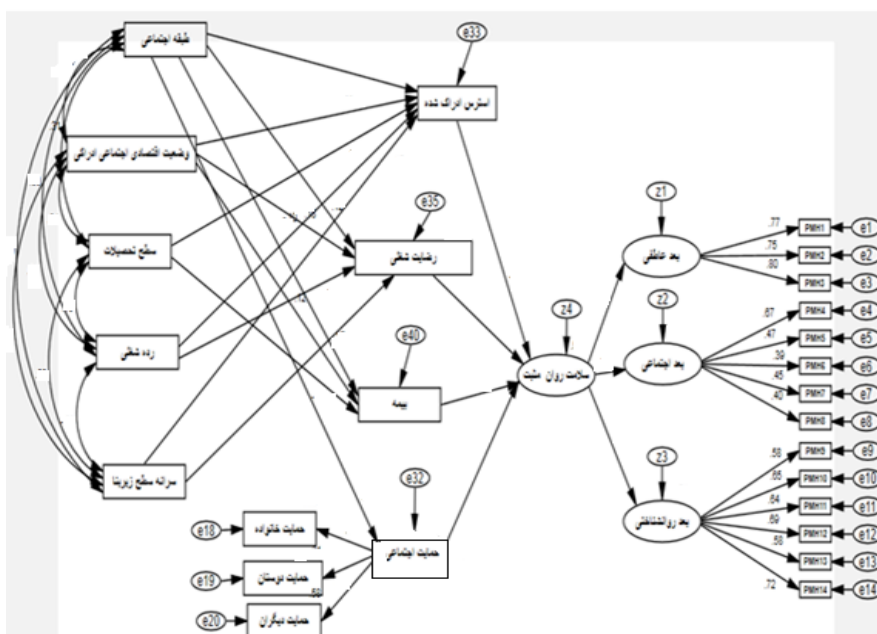 طبقه اجتماعی
وضعیت اقتصادی اجتماعی ادراکی
سطح تحصیلات
رده شغلی
سرانه سطح زیربنا
e33
استرس ادراک شده
e35
رضایت شغلی
e40
بیمه
e32
حمایت اجتماعی
e18
حمایت خانواده
e19
حمایت دوستان
.59
e20
حمایت دیگران
z4
سلامت روان مثبت
z1
بعد عاطفی
z2
بعد اجتماعی
z3
بعد روانشناختی
.77
PMH1
e1
.75
PMH2
e2
.80
PMH3
e3
.67
PMH4
e4
.47
PMH5
e5
.39
PMH6
e6
.45
PMH7
e7
.40
PMH8
e8
.58
PMH9
e9
.65
PMH10
e10
.64
PMH11
e11
.69
PMH12
e12
.58
PMH13
e13
.72
PMH14
e14